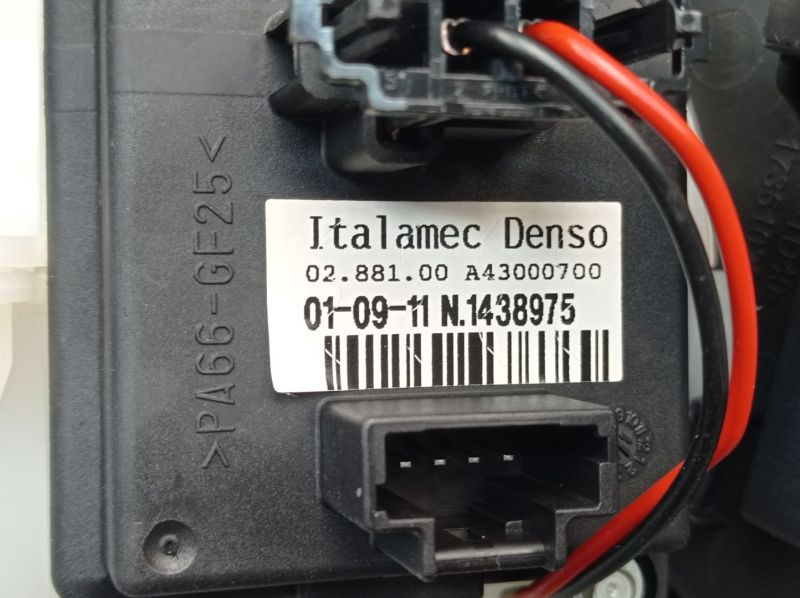 >PA66-GF25<
Italamec Denso
02.881.00 A43000700
01-09-11 N.1438975